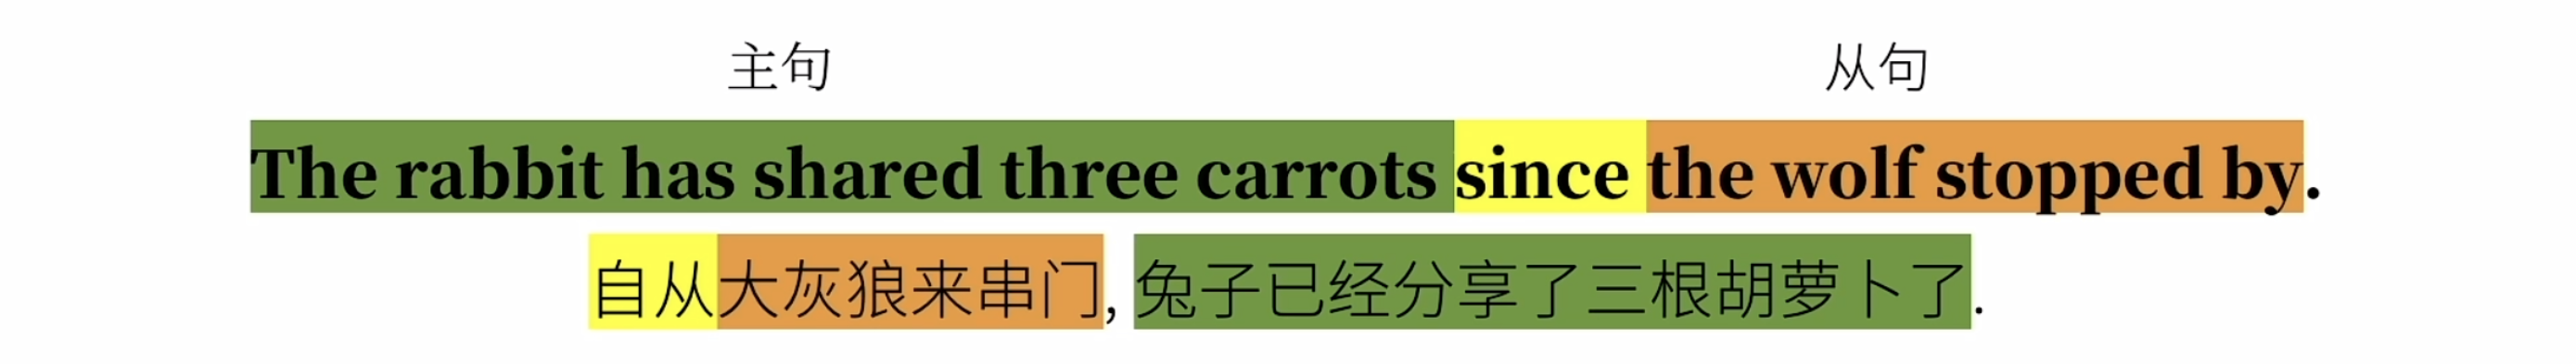 主句 从句
The rabbit has shared three carrots since the wolf stopped by.
自从大灰狼来串门, 兔子已经分享了三根胡萝卜了.